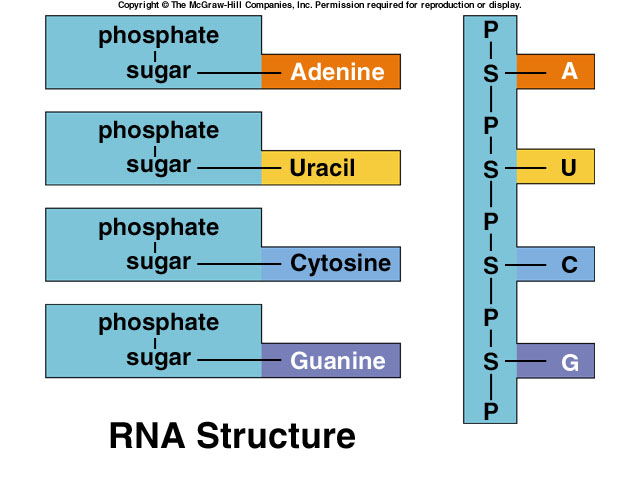 Copyright © The McGraw-Hill Companies, Inc. Permission required for reproduction or display.
phosphate
sugar
Adenine
phosphate
sugar
Uracil
phosphate
sugar
Cytosine
phosphate
sugar
Guanine
P
S
A
P
S
U
P
S
C
P
S
G
P
RNA Structure